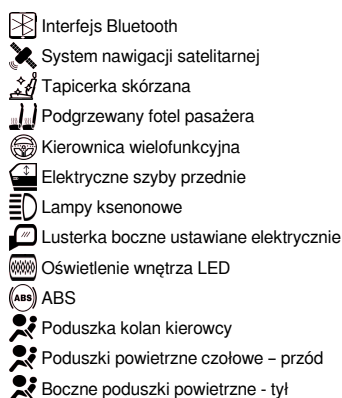 Interfejs Bluetooth
System nawigacji satelitarnej
Tapicerka skórzana
Podgrzewany fotel pasażera
Kierownica wielofunkcyjna
Elektryczne szyby przednie
Lampy ksenonowe
Lusterka boczne ustawiane elektrycznie
Oświetlenie wnętrza LED
ABS ABS
Poduszka kolan kierowcy
Poduszki powietrzne czołowe – przód
Boczne poduszki powietrzne - tył